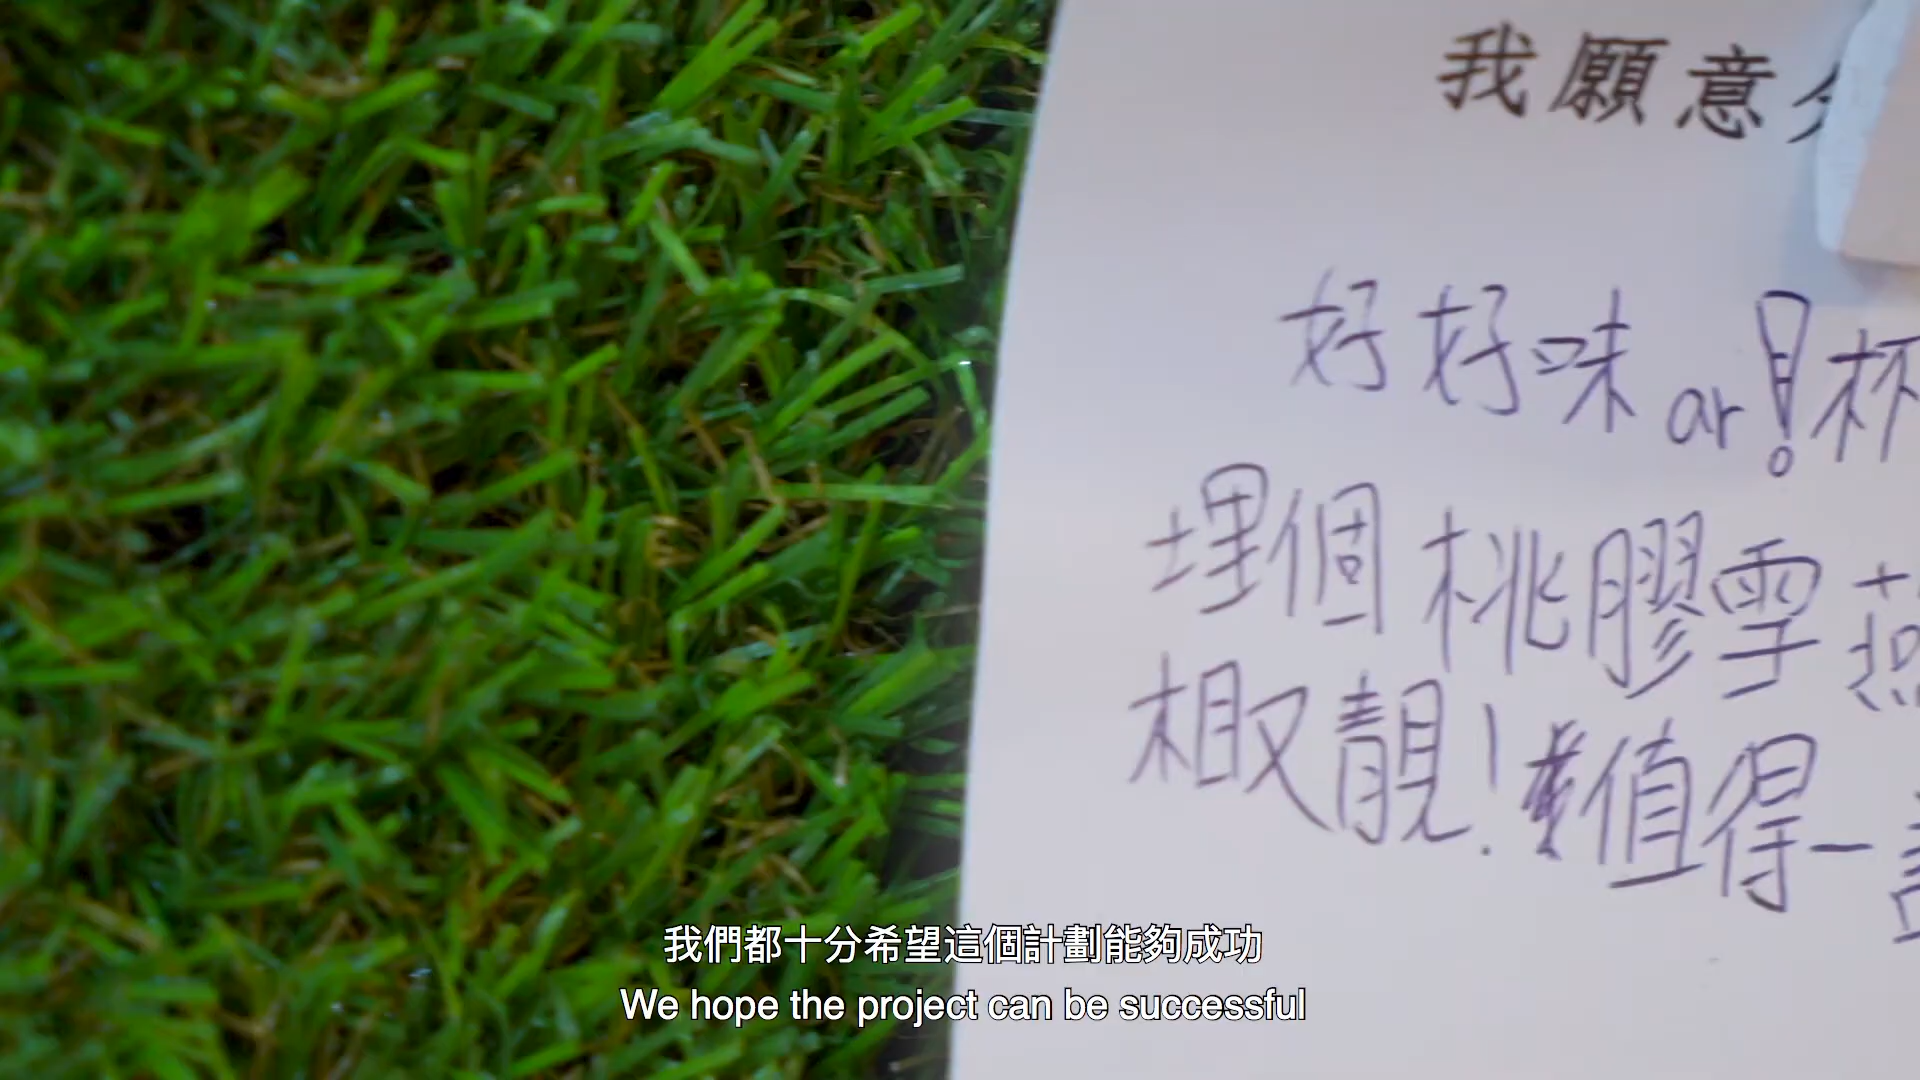 我願意
好好味 ar! 杯
埋個桃膠雪燕
相又靚! 值得一
我們都十分希望這個計劃能夠成功
We hope the project can be successful